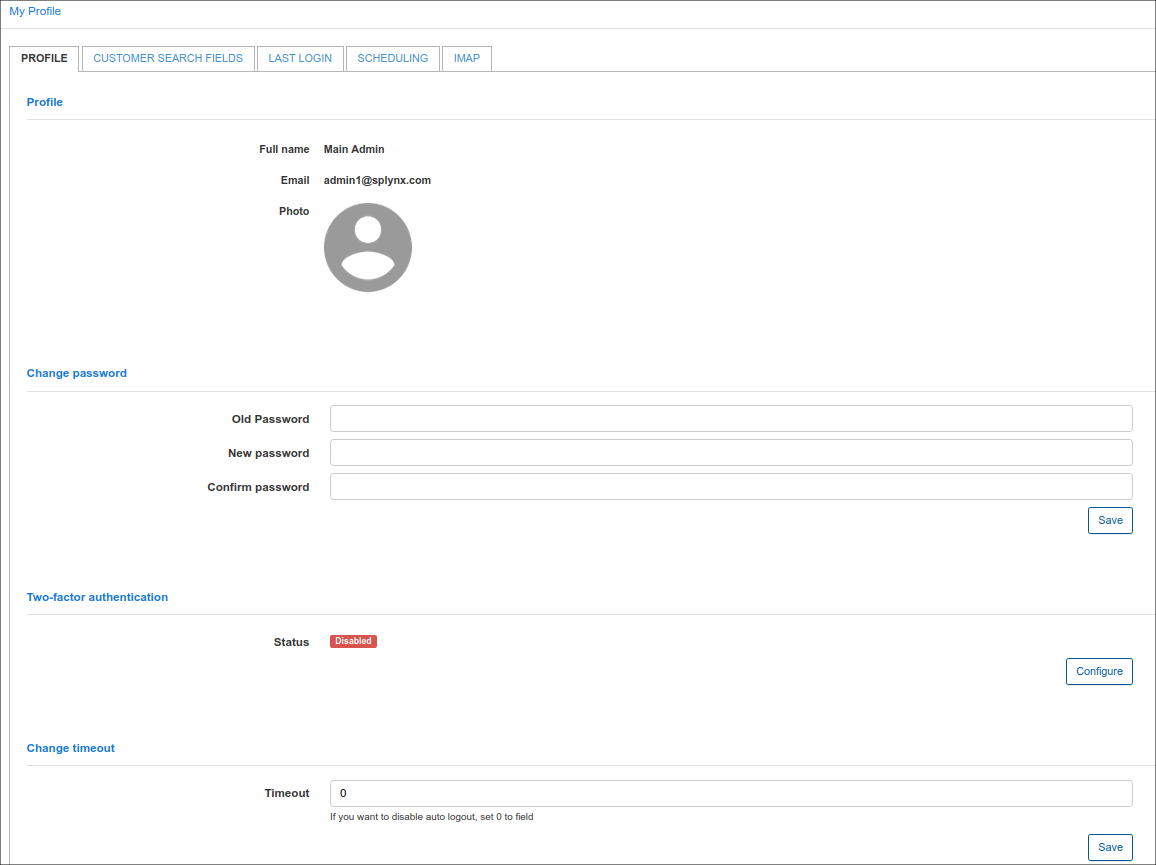 My Profile
PROFILE CUSTOMER SEARCH FIELDS LAST LOGIN SCHEDULING IMAP
Profile
Full name Main Admin
Email admin1@splynx.com
Photo
Change password
Old Password
New password
Confirm password
Save
Two-factor authentication
Status Disabled
Configure
Change timeout
Timeout 0
If you want to disable auto logout, set 0 to field
Save